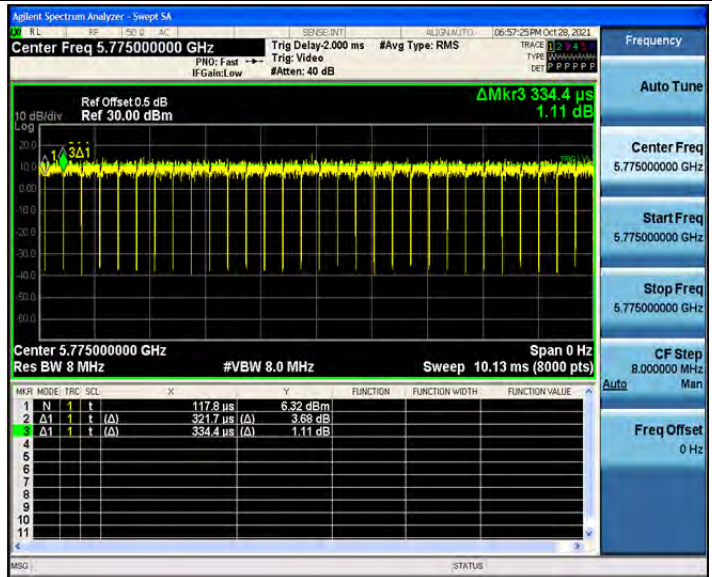 Agilent Spectrum Analyzer - Swept SA
RL RF 50 Ω AC SENSE:INT ALIGN AUTO 06:57:25 PM Oct 28, 2021
Center Freq 5.775000000 GHz
PNO: Fast
IFGain:Low
Trig Delay-2.000 ms
Trig: Video
#Atten: 40 dB
#Avg Type: RMS
TRACE 1 2 3 4 5 6
TYPE
DET P P P P P P
Frequency
Auto Tune
Center Freq
5.775000000 GHz
Start Freq
5.775000000 GHz
Stop Freq
5.775000000 GHz
CF Step
8.000000 MHz
Auto Man
Freq Offset
0 Hz
ΔMkr3 334.4 µs
1.11 dB
Ref Offset 0.5 dB
10 dB/div Ref 30.00 dBm
Log
20.0
10.0
0.00
-10.0
-20.0
-30.0
-40.0
-50.0
-60.0
1 3Δ1
Center 5.775000000 GHz Span 0 Hz
Res BW 8 MHz #VBW 8.0 MHz Sweep 10.13 ms (8000 pts)
MKR MODE TRC SCL X Y FUNCTION FUNCTION WIDTH FUNCTION VALUE
1 N 1 t 117.8 µs 6.32 dBm
2 Δ1 1 t (Δ) 321.7 µs (Δ) 3.68 dB
3 Δ1 1 t (Δ) 334.4 µs (Δ) 1.11 dB
4
5
6
7
8
9
10
11
MSG STATUS